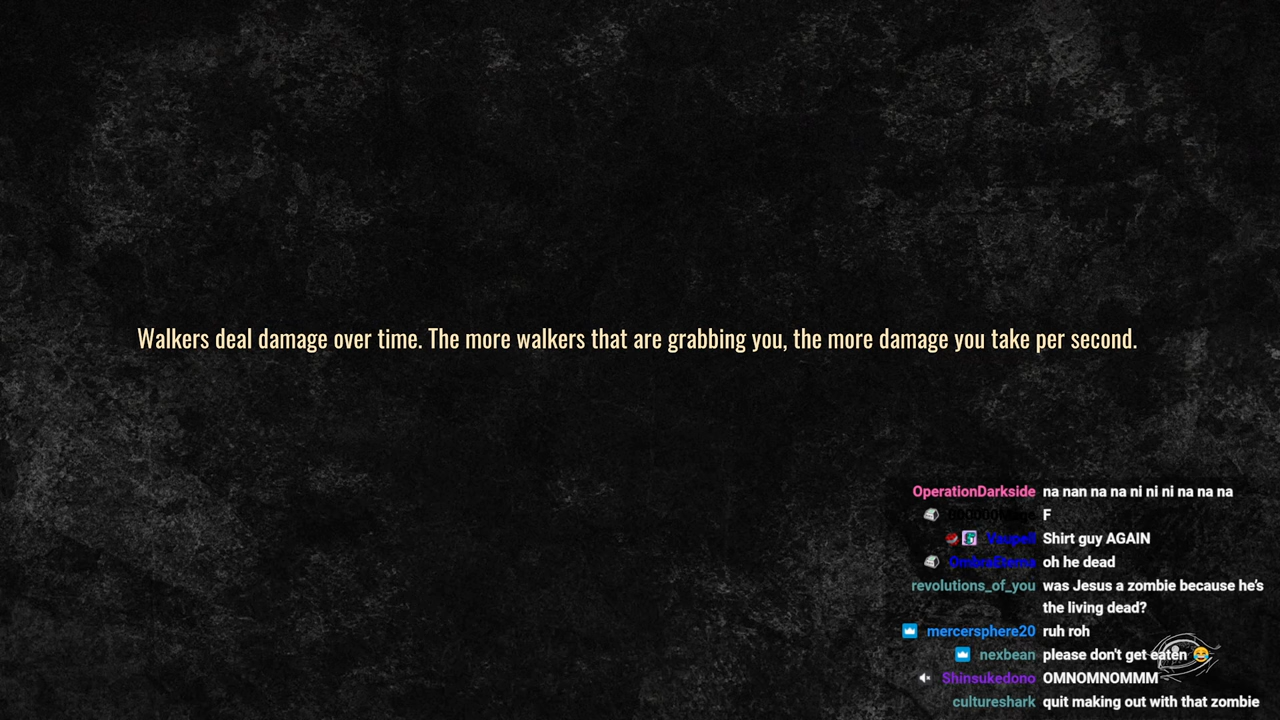 Walkers deal damage over time. The more walkers that are grabbing you, the more damage you take per second.
OperationDarkside na nan na na ni ni ni na na na
F
Vaupell Shirt guy AGAIN
OmbraEterna oh he dead
revolutions_of_you was Jesus a zombie because he's
the living dead?
mercersphere20 ruh roh
nexbean please don't get eaten 😂
Shinsukedono OMNOMNOMMM
cultureshark quit making out with that zombie